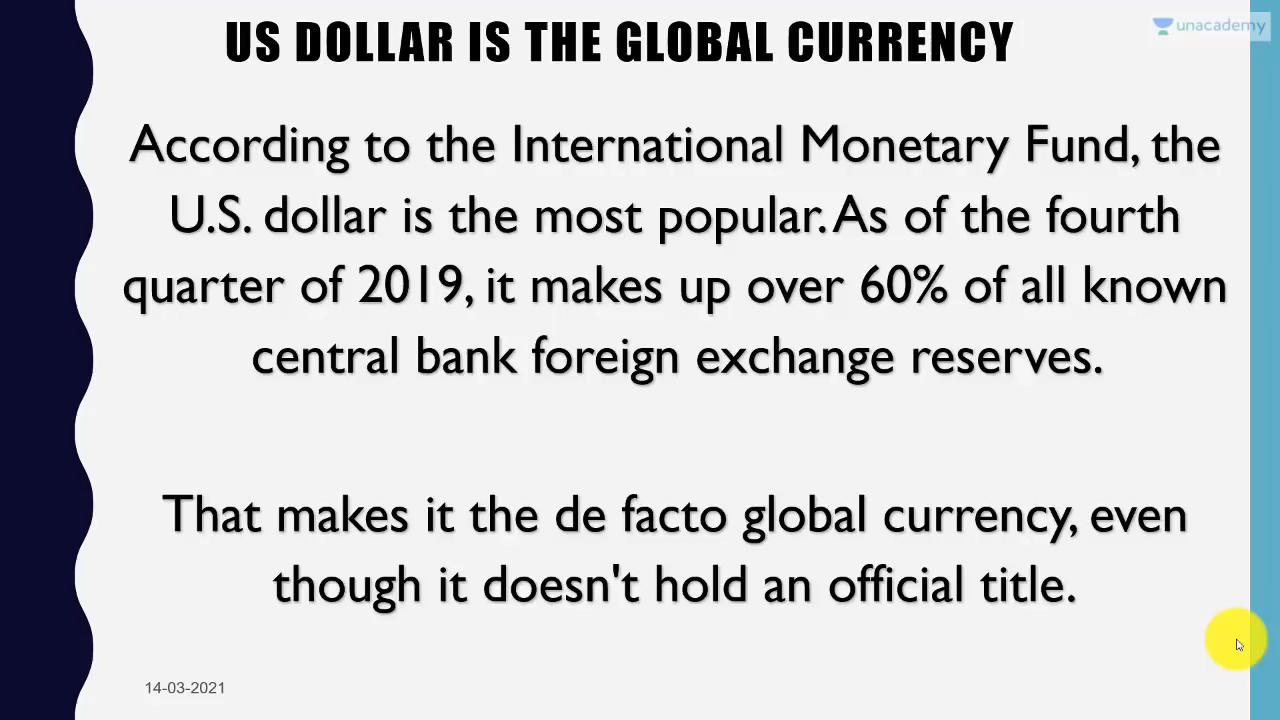 US DOLLAR IS THE GLOBAL CURRENCY
unacademy
According to the International Monetary Fund, the
U.S. dollar is the most popular. As of the fourth
quarter of 2019, it makes up over 60% of all known
central bank foreign exchange reserves.
That makes it the de facto global currency, even
though it doesn't hold an official title.
14-03-2021